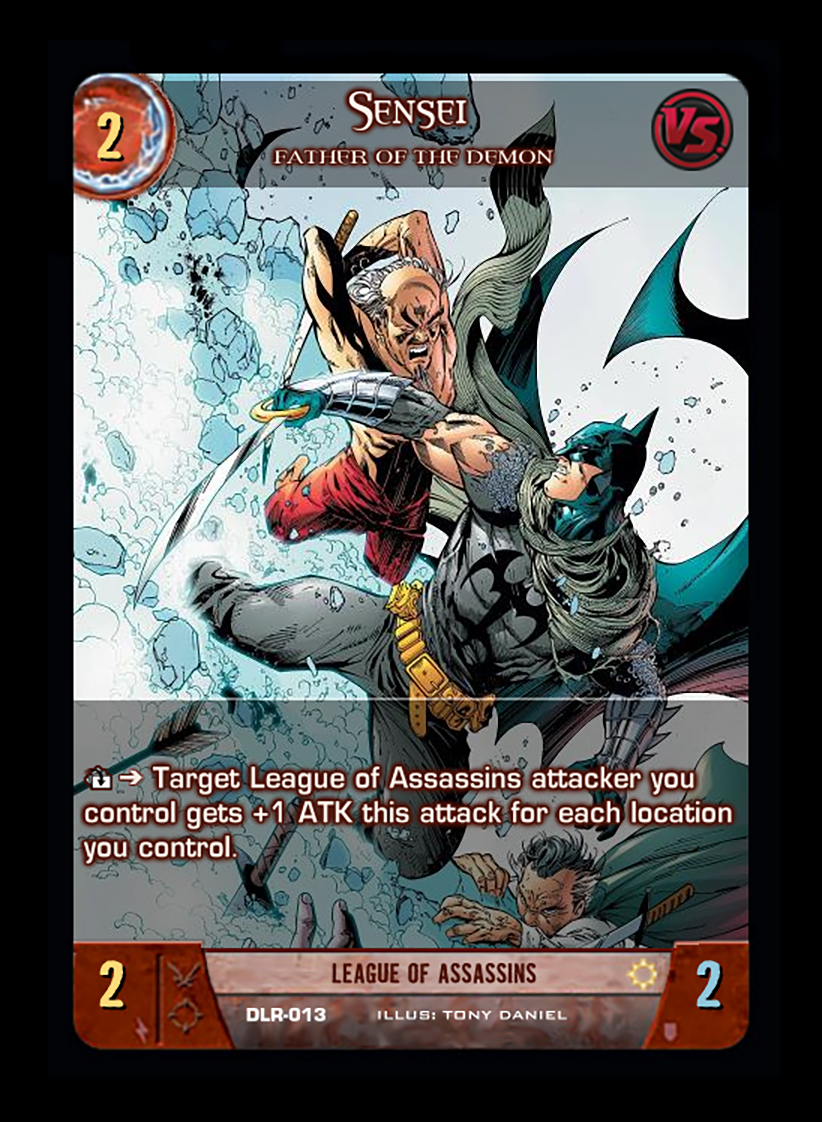 2
SENSEI
VS.
FATHER OF THE DEMON
➔ Target League of Assassins attacker you
control gets +1 ATK this attack for each location
you control.
2
LEAGUE OF ASSASSINS
2
DLR-013 ILLUS: TONY DANIEL